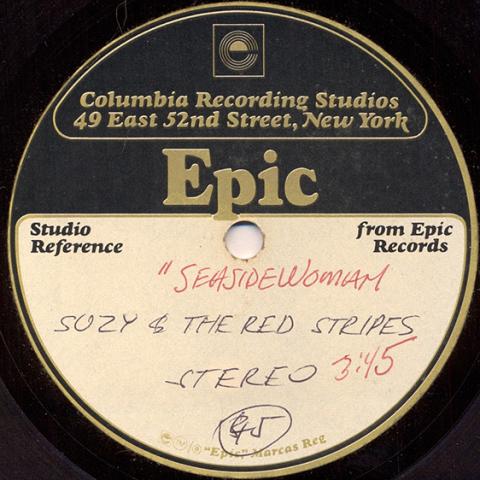 Columbia Recording Studios
49 East 52nd Street, New York
Epic
Studio
Reference
from Epic
Records
"SEASIDE WOMAN
SUZY & THE RED STRIPES
STEREO 3:45
45
"Epic" Marcas Reg